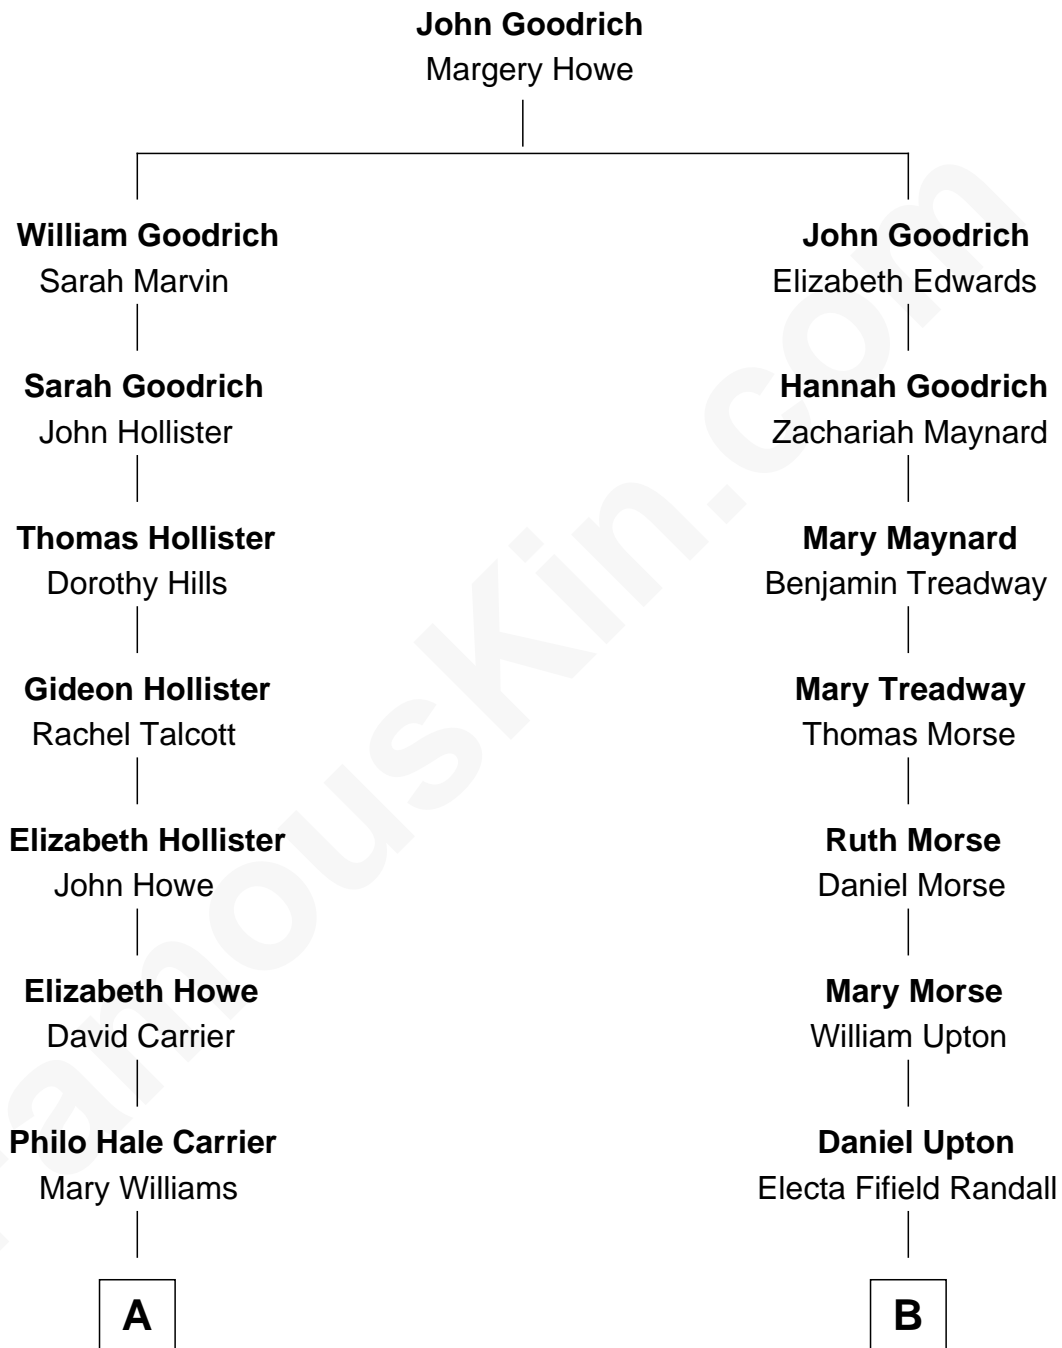 John Goodrich
Margery Howe
William Goodrich
Sarah Marvin
John Goodrich
Elizabeth Edwards
Sarah Goodrich
John Hollister
Hannah Goodrich
Zachariah Maynard
Thomas Hollister
Dorothy Hills
Mary Maynard
Benjamin Treadway
Gideon Hollister
Rachel Talcott
Mary Treadway
Thomas Morse
Elizabeth Hollister
John Howe
Ruth Morse
Daniel Morse
Elizabeth Howe
David Carrier
Mary Morse
William Upton
Philo Hale Carrier
Mary Williams
Daniel Upton
Electa Fifield Randall
A
B
FamousKin.com